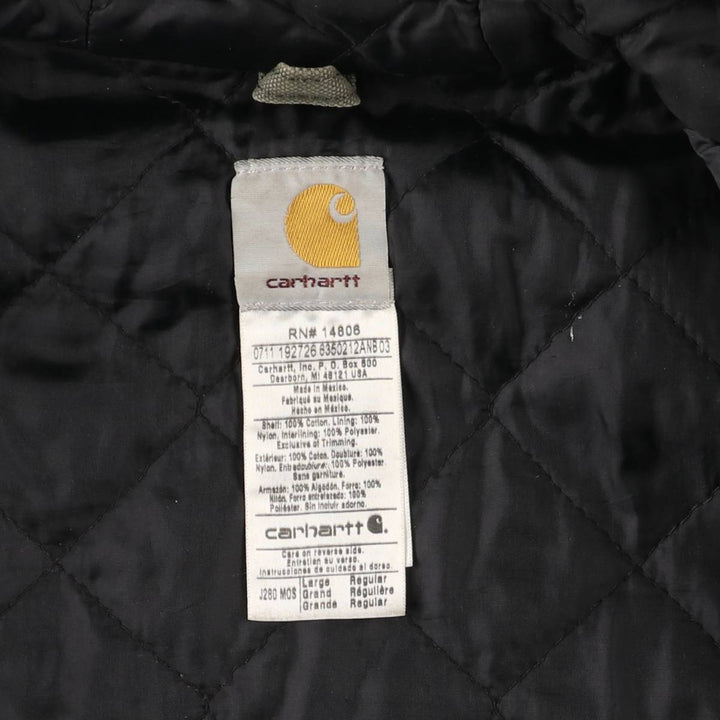 carhartt
RN# 14806
0711 192726 6350212ANB 03
Carhartt, Inc. P. O. Box 600
Dearborn, MI 48121 USA
Made in Mexico.
Fabriqué au Mexique.
Hecho en México.
Shell: 100% Cotton. Lining: 100%
Nylon. Interlining: 100% Polyester.
Exclusive of Trimming.
Extérieur: 100% Coton. Doublure: 100%
Nylon. Entredoublure: 100% Polyester
Sans garniture.
Armazón: 100% Algodón. Forro: 100%
Nilón. Forro entrelazado: 100%
Poliéster. Sin incluir adorno.
carhartt
Care on reverse side.
Entretien au verso.
Instrucciones de cuidado al dorso.
Large Regular
J280 MOS Grand Regular
Grande Regular